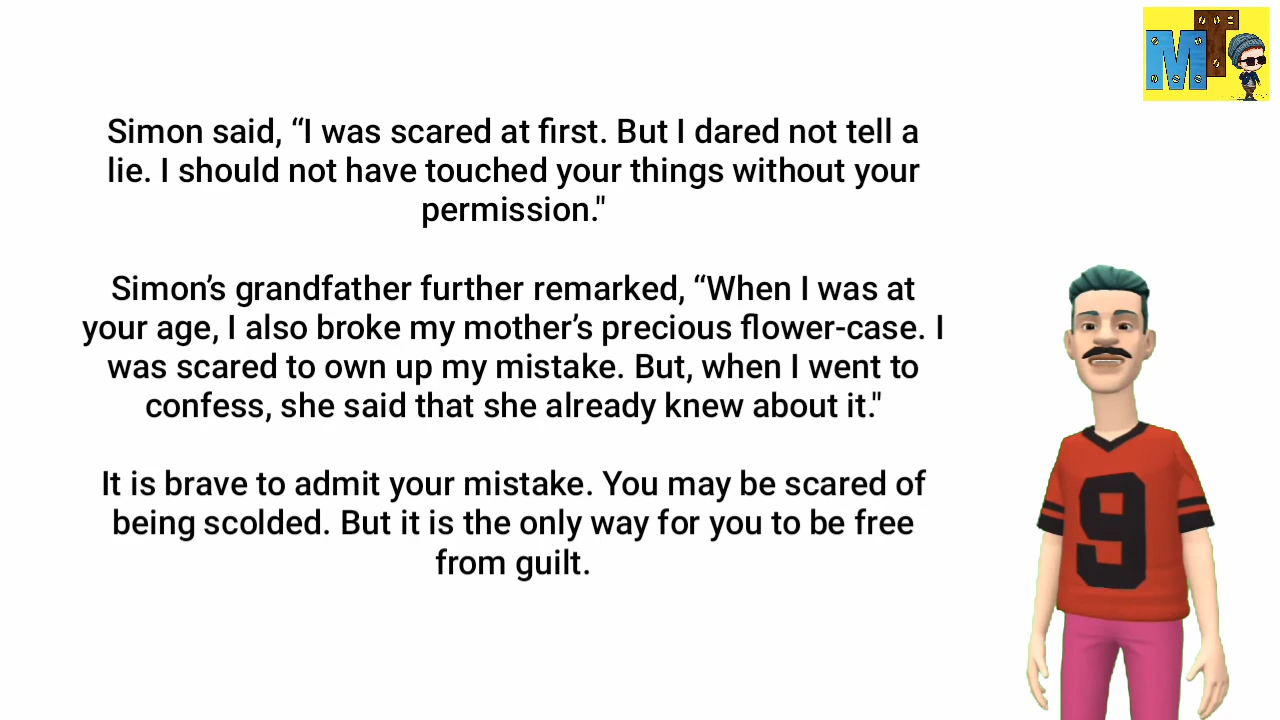 MT
Simon said, “I was scared at first. But I dared not tell a
lie. I should not have touched your things without your
permission."
Simon’s grandfather further remarked, “When I was at
your age, I also broke my mother’s precious flower-case. I
was scared to own up my mistake. But, when I went to
confess, she said that she already knew about it."
It is brave to admit your mistake. You may be scared of
being scolded. But it is the only way for you to be free
from guilt.
9